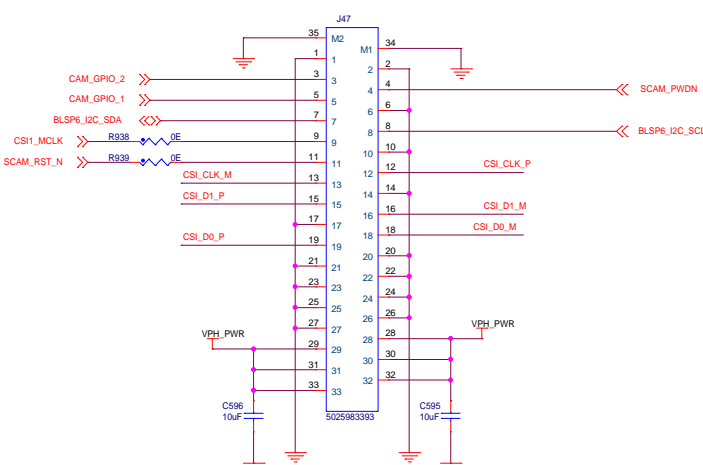 J47
35 M2
M1 34
1 1
2 2
CAM_GPIO_2 3 3
4 4 SCAM_PWDN
CAM_GPIO_1 5 5
6 6
BLSP6_I2C_SDA 7 7
8 8 BLSP6_I2C_SCL
CSI1_MCLK R938 0E 9 9
10 10
SCAM_RST_N R939 0E 11 11
12 12 CSI_CLK_P
CSI_CLK_M 13 13
14 14
CSI_D1_P 15 15
16 16 CSI_D1_M
17 17
18 18 CSI_D0_M
CSI_D0_P 19 19
20 20
21 21
22 22
23 23
24 24
25 25
26 26
27 27
28 28 VPH_PWR
VPH_PWR 29 29
30 30
31 31
32 32
33 33
C596
10uF
C595
10uF
5025983393